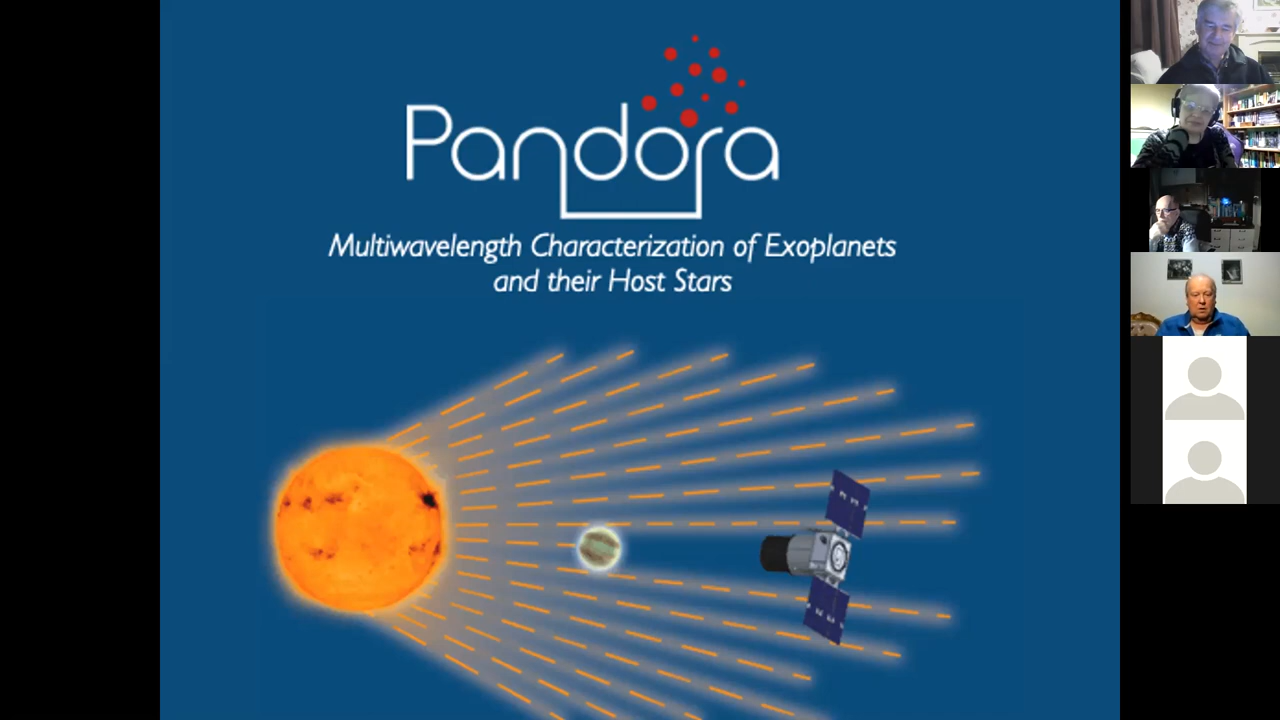 Pandora
Multiwavelength Characterization of Exoplanets
and their Host Stars